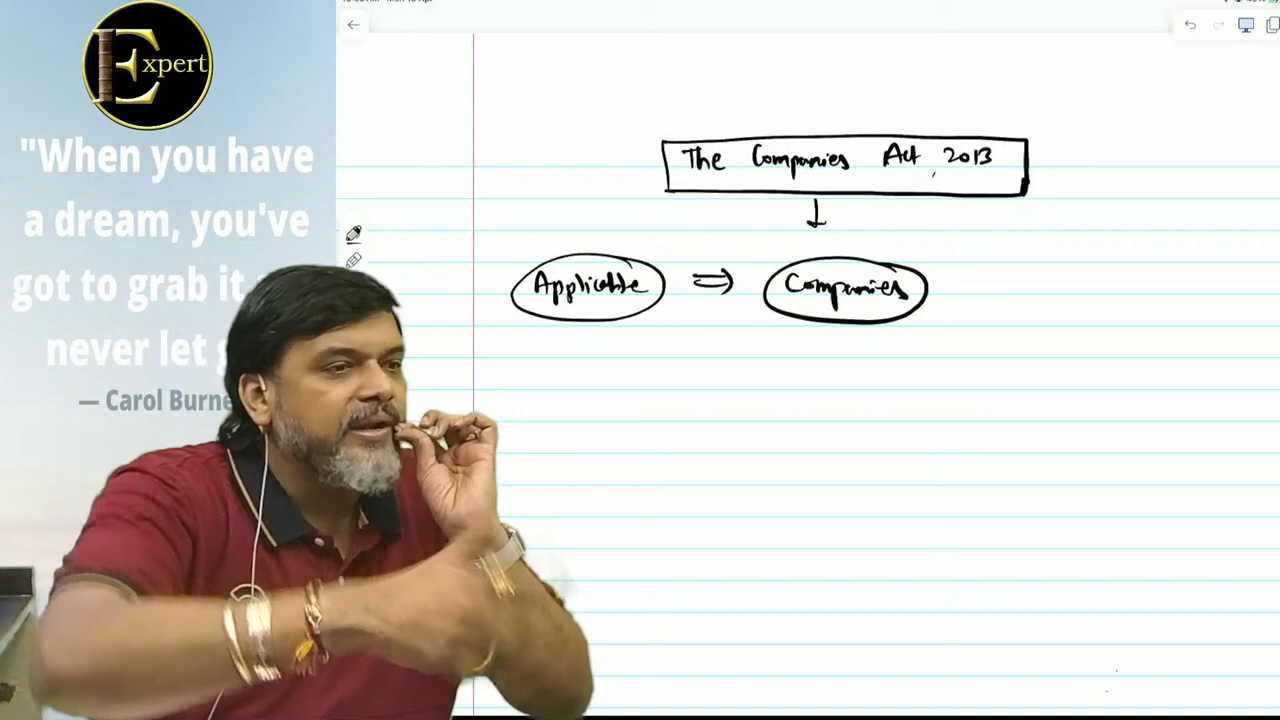 Expert
"When you have
a dream, you've
got to grab it
never let
— Carol Burne
The Companies Act 2013
Applicable ⇒ Companies